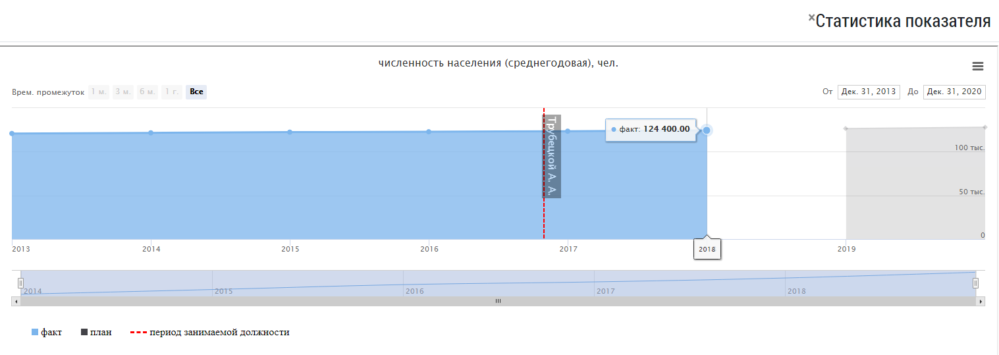 ×Статистика показателя
численность населения (среднегодовая), чел.
Врем. промежуток 1 м. 3 м. 6 м. 1 г. Все От Дек. 31, 2013 До Дек. 31, 2020
Трубецкой А. А.
факт: 124 400.00
100 тыс.
50 тыс.
0
2013 2014 2015 2016 2017 2018 2019
2014 2015 2016 2017 2018
факт план период занимаемой должности